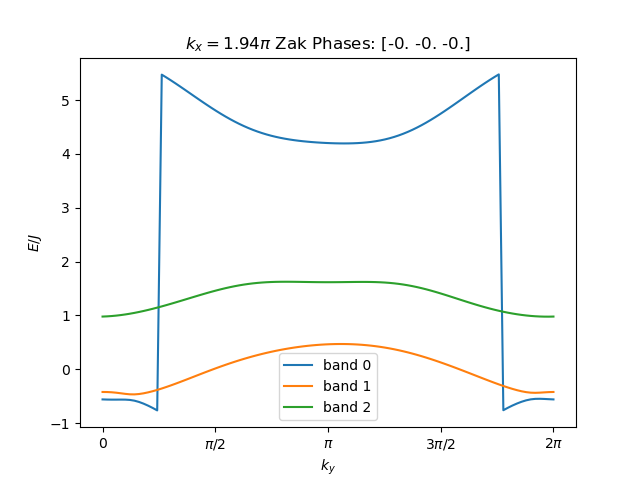 $k_x = 1.94\pi$ Zak Phases: [-0. -0. -0.]
E/J
5
4
3
2
1
0
−1
band 0
band 1
band 2
0
π/2
π
3π/2
2π
$k_y$